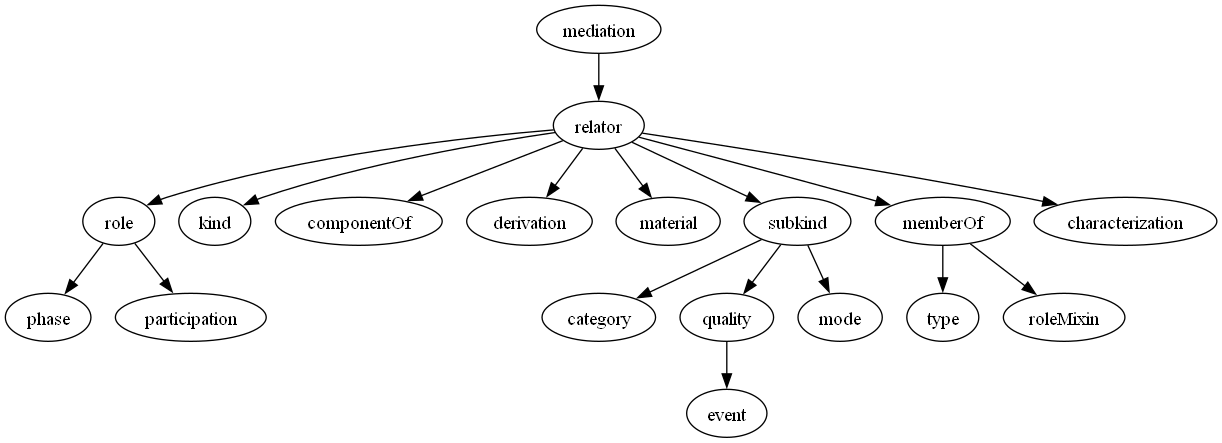 mediation
relator
role
kind
componentOf
derivation
material
subkind
memberOf
characterization
phase
participation
category
quality
mode
type
roleMixin
event